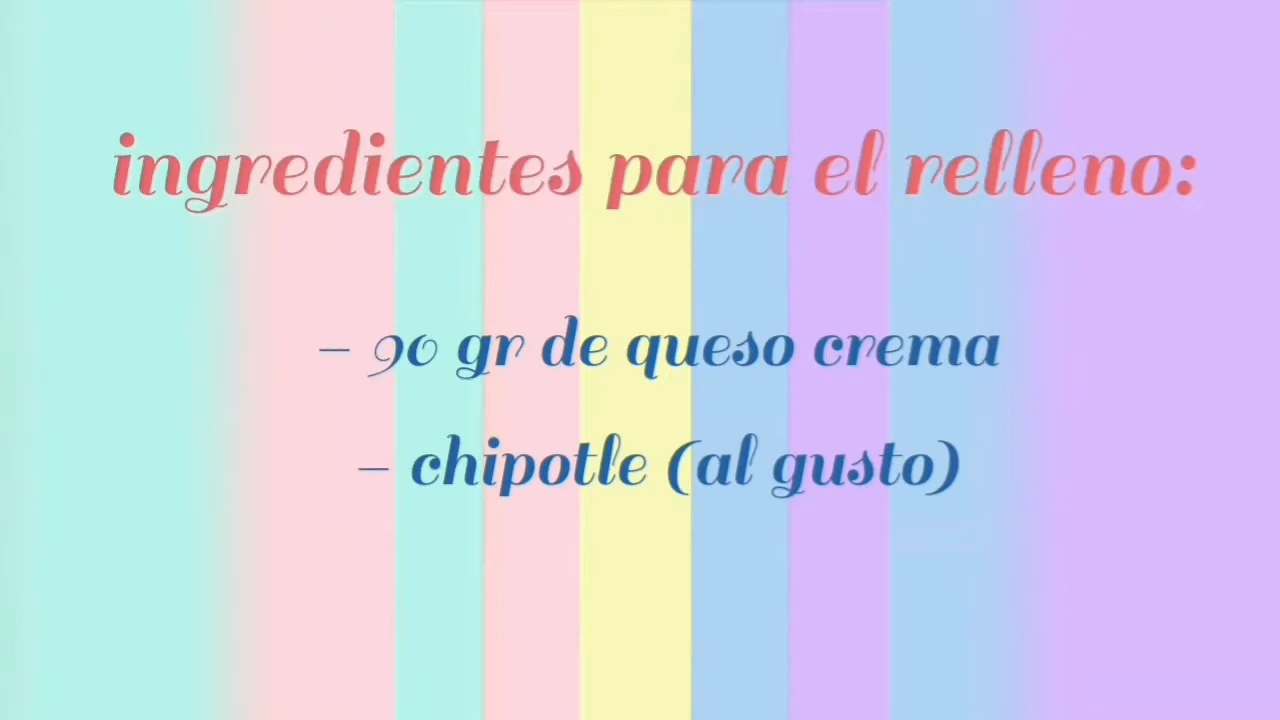 ingredientes para el relleno:
- 90 gr de queso crema
- chipotle (al gusto)